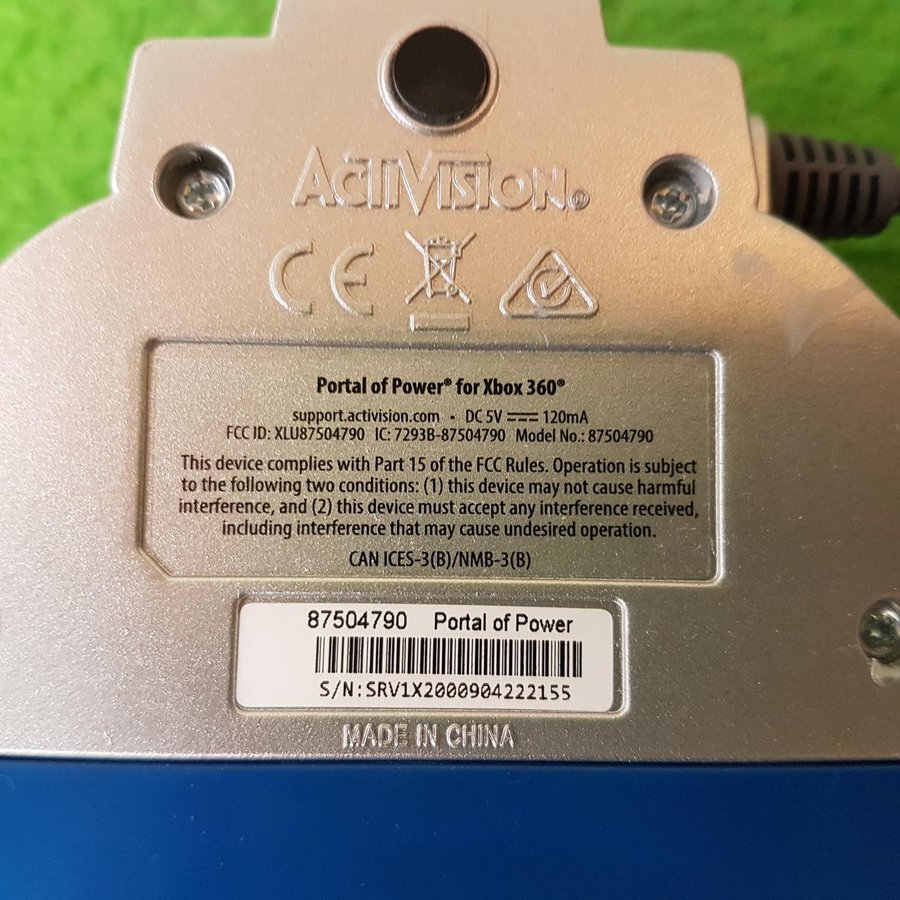 ACTIVISION®
CE
Portal of Power® for Xbox 360®
support.activision.com • DC 5V ⎓ 120mA
FCC ID: XLU87504790 IC: 7293B-87504790 Model No.: 87504790
This device complies with Part 15 of the FCC Rules. Operation is subject
to the following two conditions: (1) this device may not cause harmful
interference, and (2) this device must accept any interference received,
including interference that may cause undesired operation.
CAN ICES-3(B)/NMB-3(B)
87504790 Portal of Power
S/N:SRV1X2000904222155
MADE IN CHINA